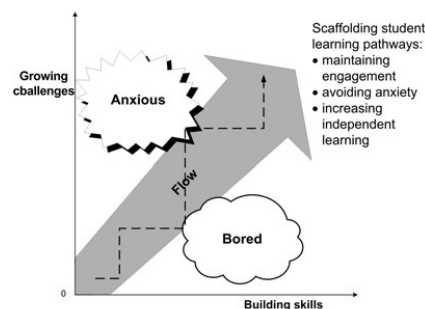 Scaffolding student
learning pathways:
• maintaining
engagement
• avoiding anxiety
• increasing
independent
learning
Growing
cballenges
Anxious
Flow
Bored
0
Building skills